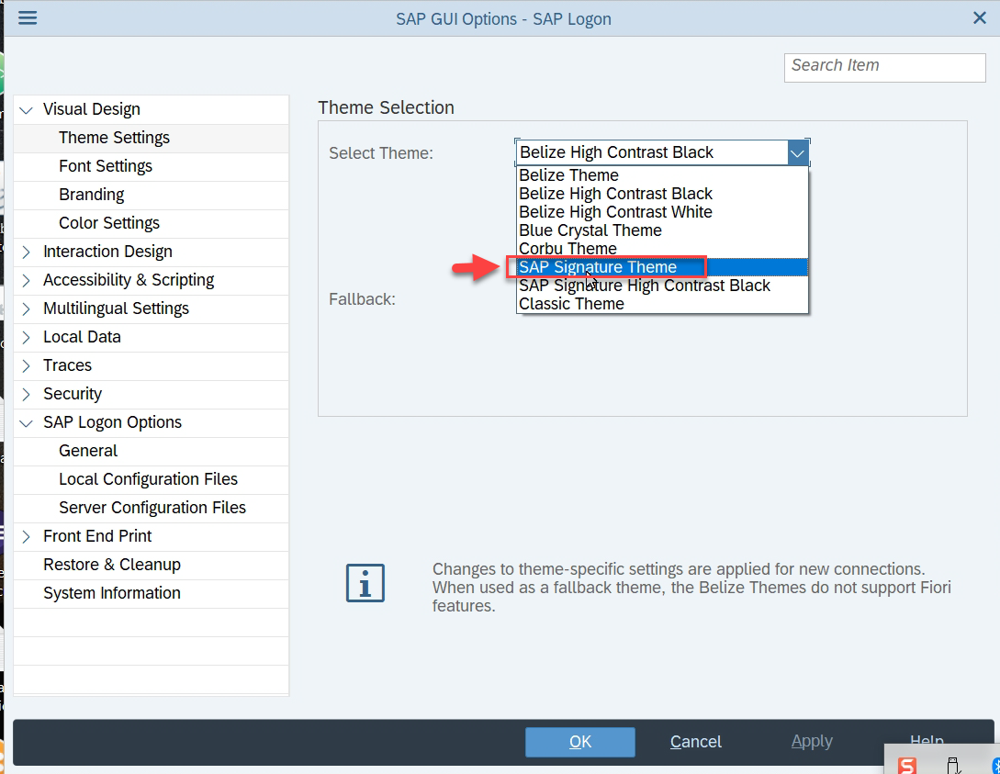 SAP GUI Options - SAP Logon
Search Item
Visual Design
Theme Settings
Font Settings
Branding
Color Settings
Interaction Design
Accessibility & Scripting
Multilingual Settings
Local Data
Traces
Security
SAP Logon Options
General
Local Configuration Files
Server Configuration Files
Front End Print
Restore & Cleanup
System Information
Theme Selection
Select Theme:
Belize High Contrast Black
Belize Theme
Belize High Contrast Black
Belize High Contrast White
Blue Crystal Theme
Corbu Theme
SAP Signature Theme
SAP Signature High Contrast Black
Classic Theme
Fallback:
Changes to theme-specific settings are applied for new connections.
When used as a fallback theme, the Belize Themes do not support Fiori
features.
OK
Cancel
Apply
Help
S